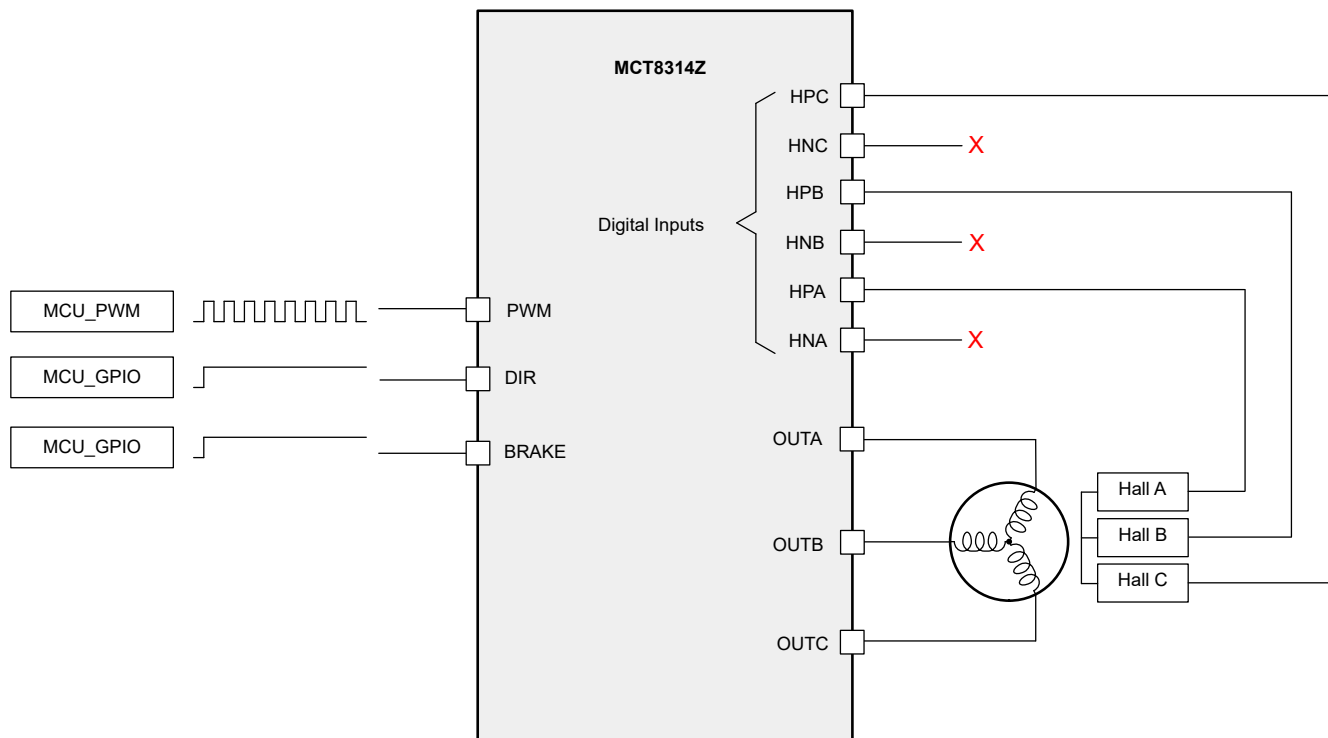 MCT8314Z
HPC
HNC
X
HPB
Digital Inputs
HNB
X
HPA
MCU_PWM
PWM
HNA
X
MCU_GPIO
DIR
OUTA
MCU_GPIO
BRAKE
Hall A
Hall B
OUTB
Hall C
OUTC